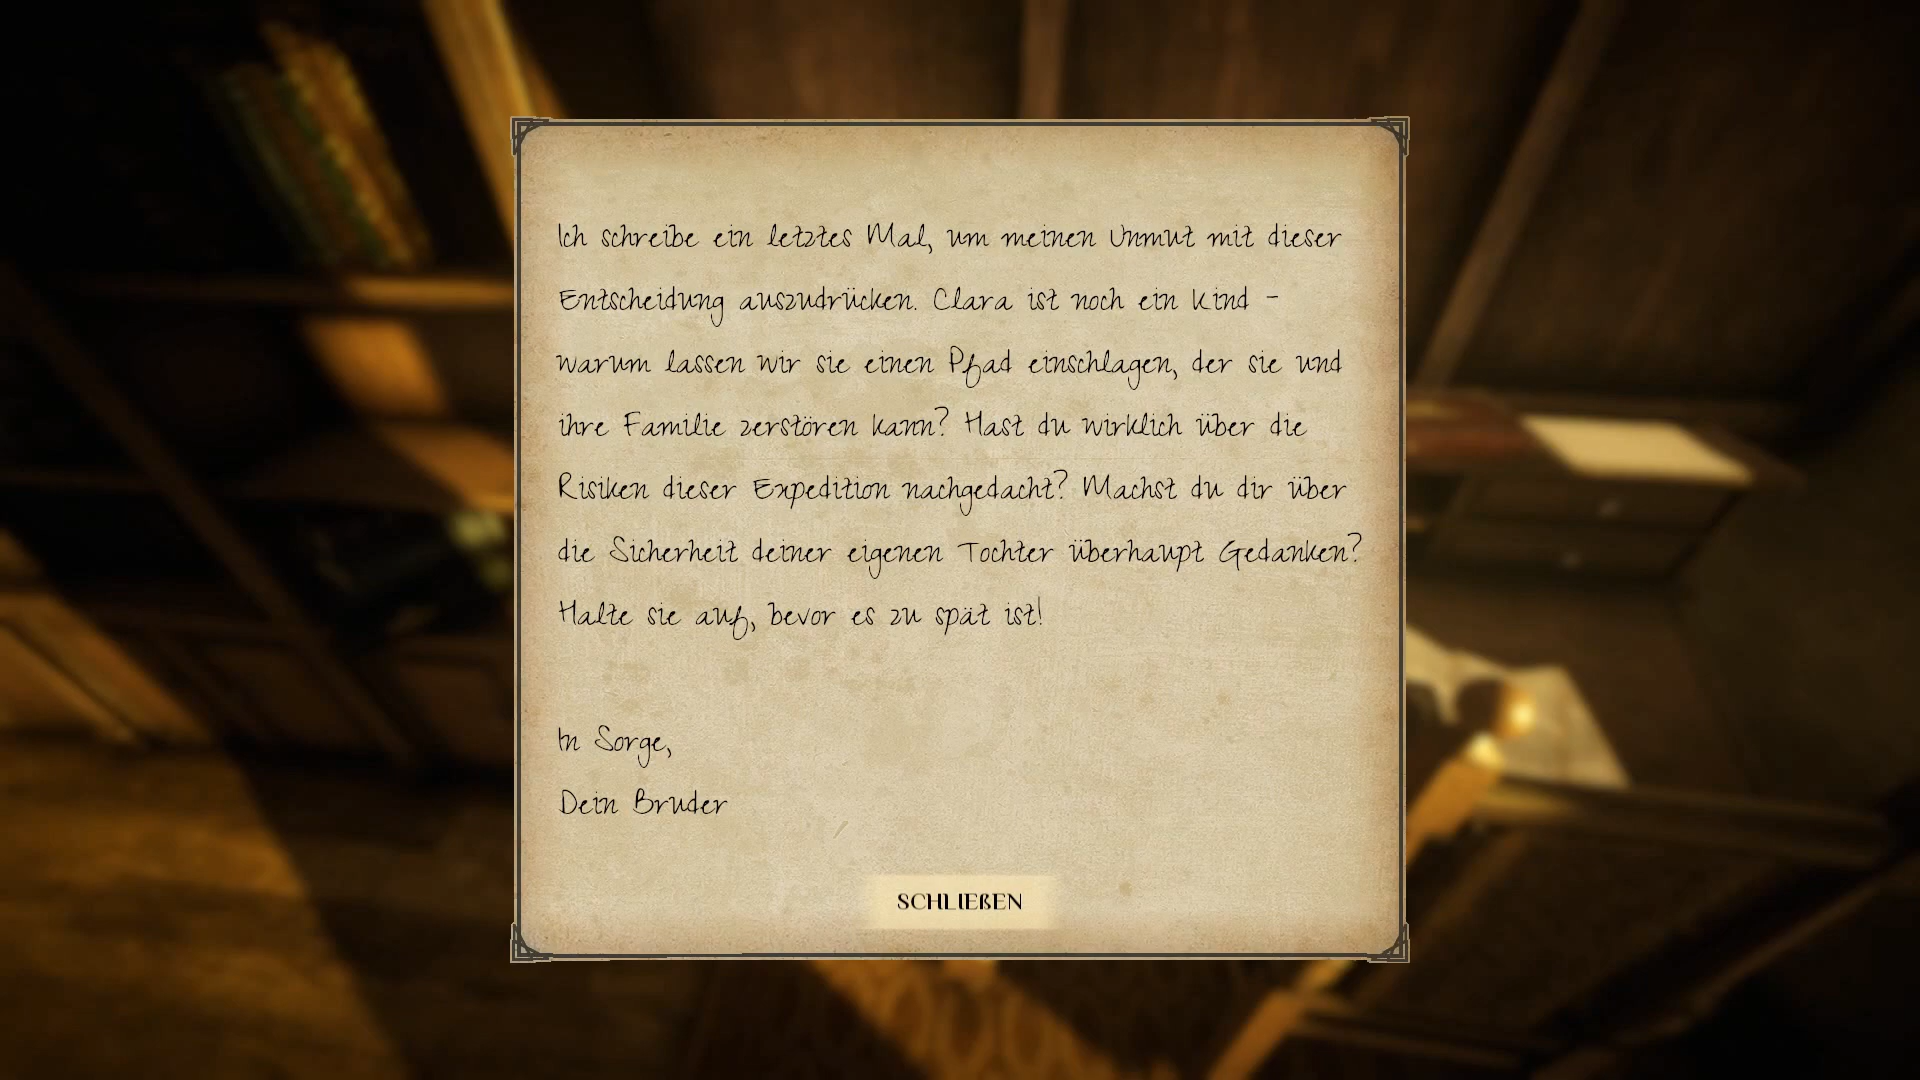 Ich schreibe ein letztes Mal, um meinen Unmut mit dieser
Entscheidung auszudrücken. Clara ist noch ein Kind -
warum lassen wir sie einen Pfad einschlagen, der sie und
ihre Familie zerstören kann? Hast du wirklich über die
Risiken dieser Expedition nachgedacht? Machst du dir über
die Sicherheit deiner eigenen Tochter überhaupt Gedanken?
Halte sie auf, bevor es zu spät ist!
In Sorge,
Dein Bruder
SCHLIEßEN